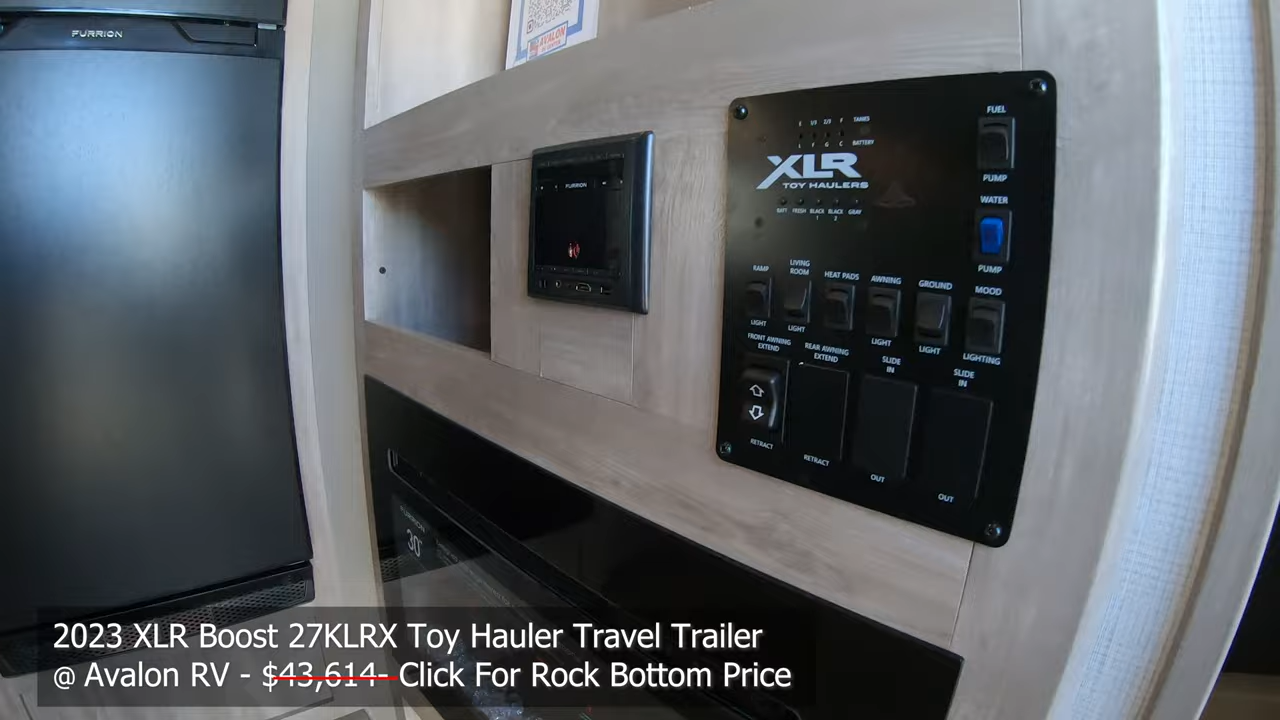 FURRION
AVALON
FURRION
E 1/3 2/3 F TANKS
L F G C BATTERY
XLR
TOY HAULERS
BATT FRESH BLACK 1 BLACK 2 GRAY
FUEL
PUMP
WATER
PUMP
RAMP
LIGHT
LIVING
ROOM
LIGHT
HEAT PADS
AWNING
LIGHT
GROUND
LIGHT
MOOD
LIGHTING
FRONT AWNING
EXTEND
RETRACT
REAR AWNING
EXTEND
RETRACT
SLIDE
IN
OUT
SLIDE
IN
OUT
FURRION
30"
2023 XLR Boost 27KLRX Toy Hauler Travel Trailer
@ Avalon RV - $43,614- Click For Rock Bottom Price